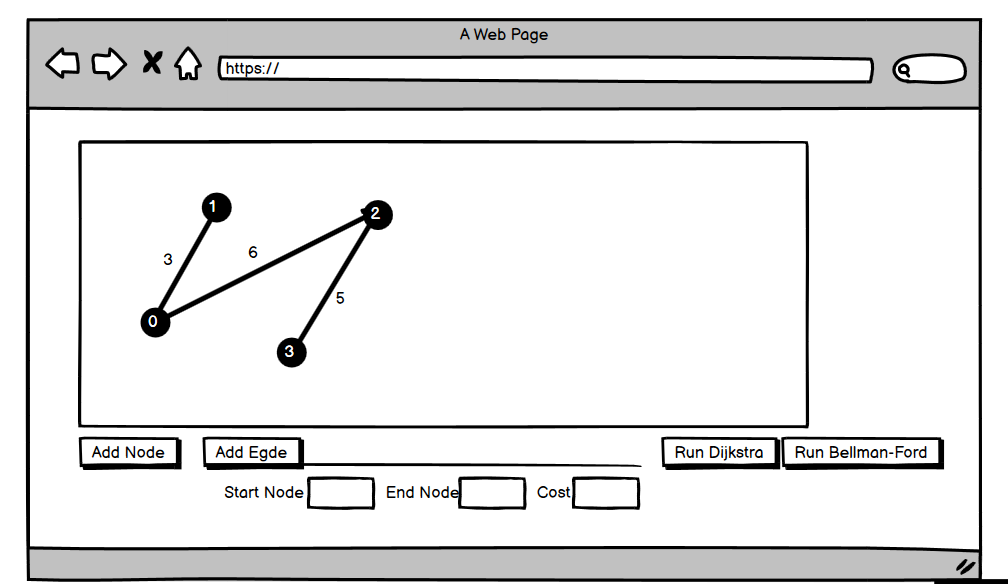 A Web Page
https://
1
2
3
6
5
0
3
Add Node
Add Egde
Run Dijkstra
Run Bellman-Ford
Start Node
End Node
Cost